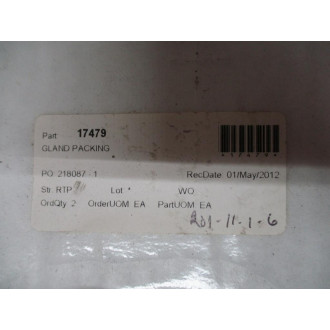 Part 17479
GLAND PACKING
PO 218087 1 RecDate 01/May/2012
Str RTP Lot * WO
OrdQty 2 OrderUOM EA PartUOM EA
201-11-1-6